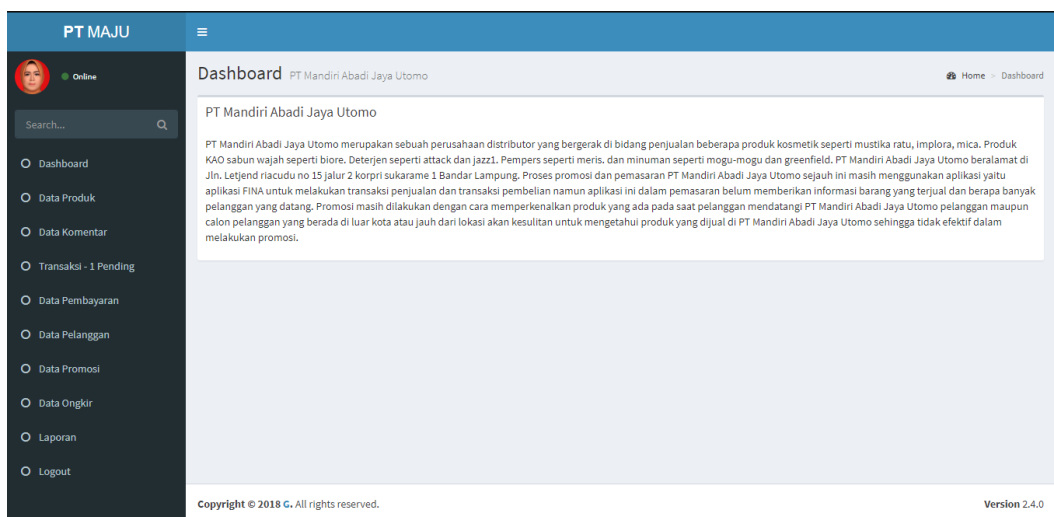 PT MAJU
Online
Search...
Dashboard
Data Produk
Data Komentar
Transaksi - 1 Pending
Data Pembayaran
Data Pelanggan
Data Promosi
Data Ongkir
Laporan
Logout
Dashboard PT Mandiri Abadi Jaya Utomo
Home > Dashboard
PT Mandiri Abadi Jaya Utomo
PT Mandiri Abadi Jaya Utomo merupakan sebuah perusahaan distributor yang bergerak di bidang penjualan beberapa produk kosmetik seperti mustika ratu, implora, mica. Produk
KAO sabun wajah seperti biore. Deterjen seperti attack dan jazz1. Pempers seperti meris. dan minuman seperti mogu-mogu dan greenfield. PT Mandiri Abadi Jaya Utomo beralamat di
Jln. Letjend riacudu no 15 jalur 2 korpri sukarame 1 Bandar Lampung. Proses promosi dan pemasaran PT Mandiri Abadi Jaya Utomo sejauh ini masih menggunakan aplikasi yaitu
aplikasi FINA untuk melakukan transaksi penjualan dan transaksi pembelian namun aplikasi ini dalam pemasaran belum memberikan informasi barang yang terjual dan berapa banyak
pelanggan yang datang. Promosi masih dilakukan dengan cara memperkenalkan produk yang ada pada saat pelanggan mendatangi PT Mandiri Abadi Jaya Utomo pelanggan maupun
calon pelanggan yang berada di luar kota atau jauh dari lokasi akan kesulitan untuk mengetahui produk yang dijual di PT Mandiri Abadi Jaya Utomo sehingga tidak efektif dalam
melakukan promosi.
Copyright © 2018 G. All rights reserved.
Version 2.4.0